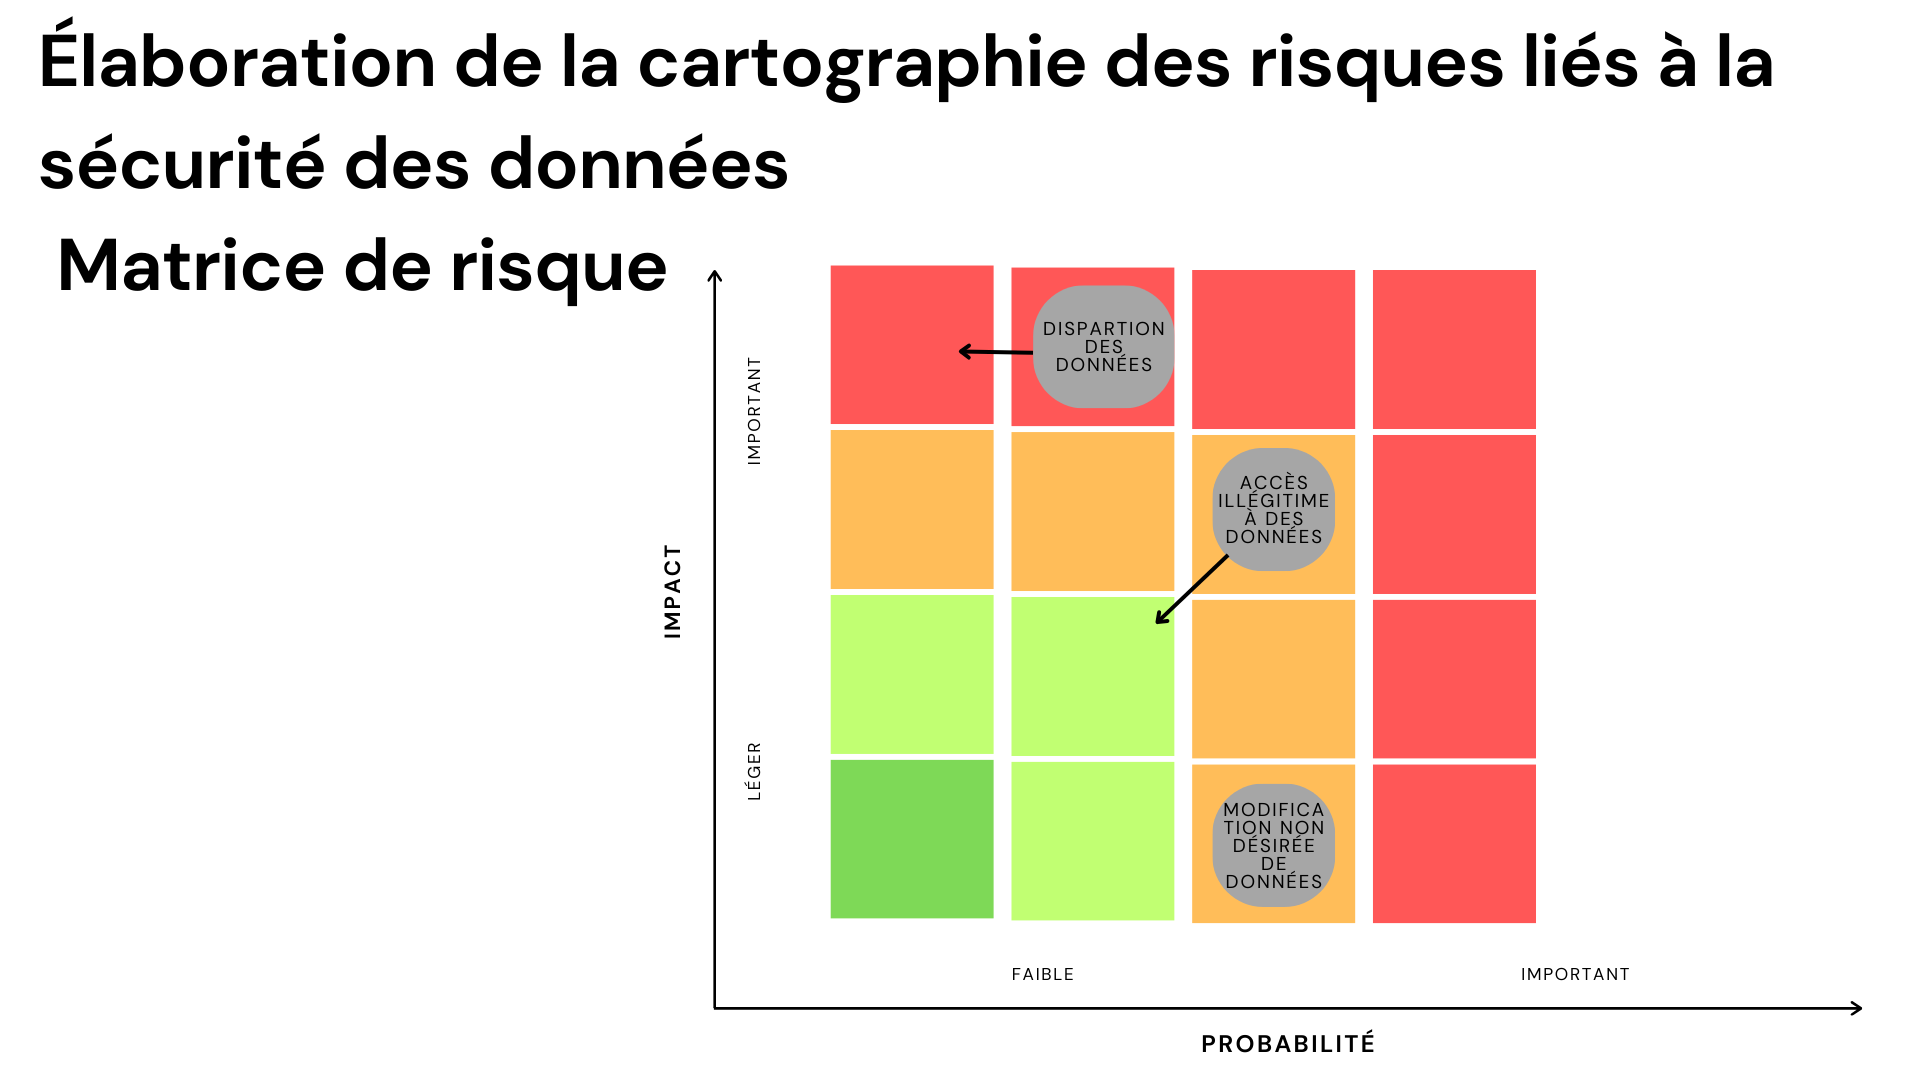 Élaboration de la cartographie des risques liés à la
sécurité des données
Matrice de risque
IMPACT
IMPORTANT
LÉGER
DISPARTION
DES
DONNÉES
ACCÈS
ILLÉGITIME
À DES
DONNÉES
MODIFICA
TION NON
DÉSIRÉE
DE
DONNÉES
FAIBLE
IMPORTANT
PROBABILITÉ